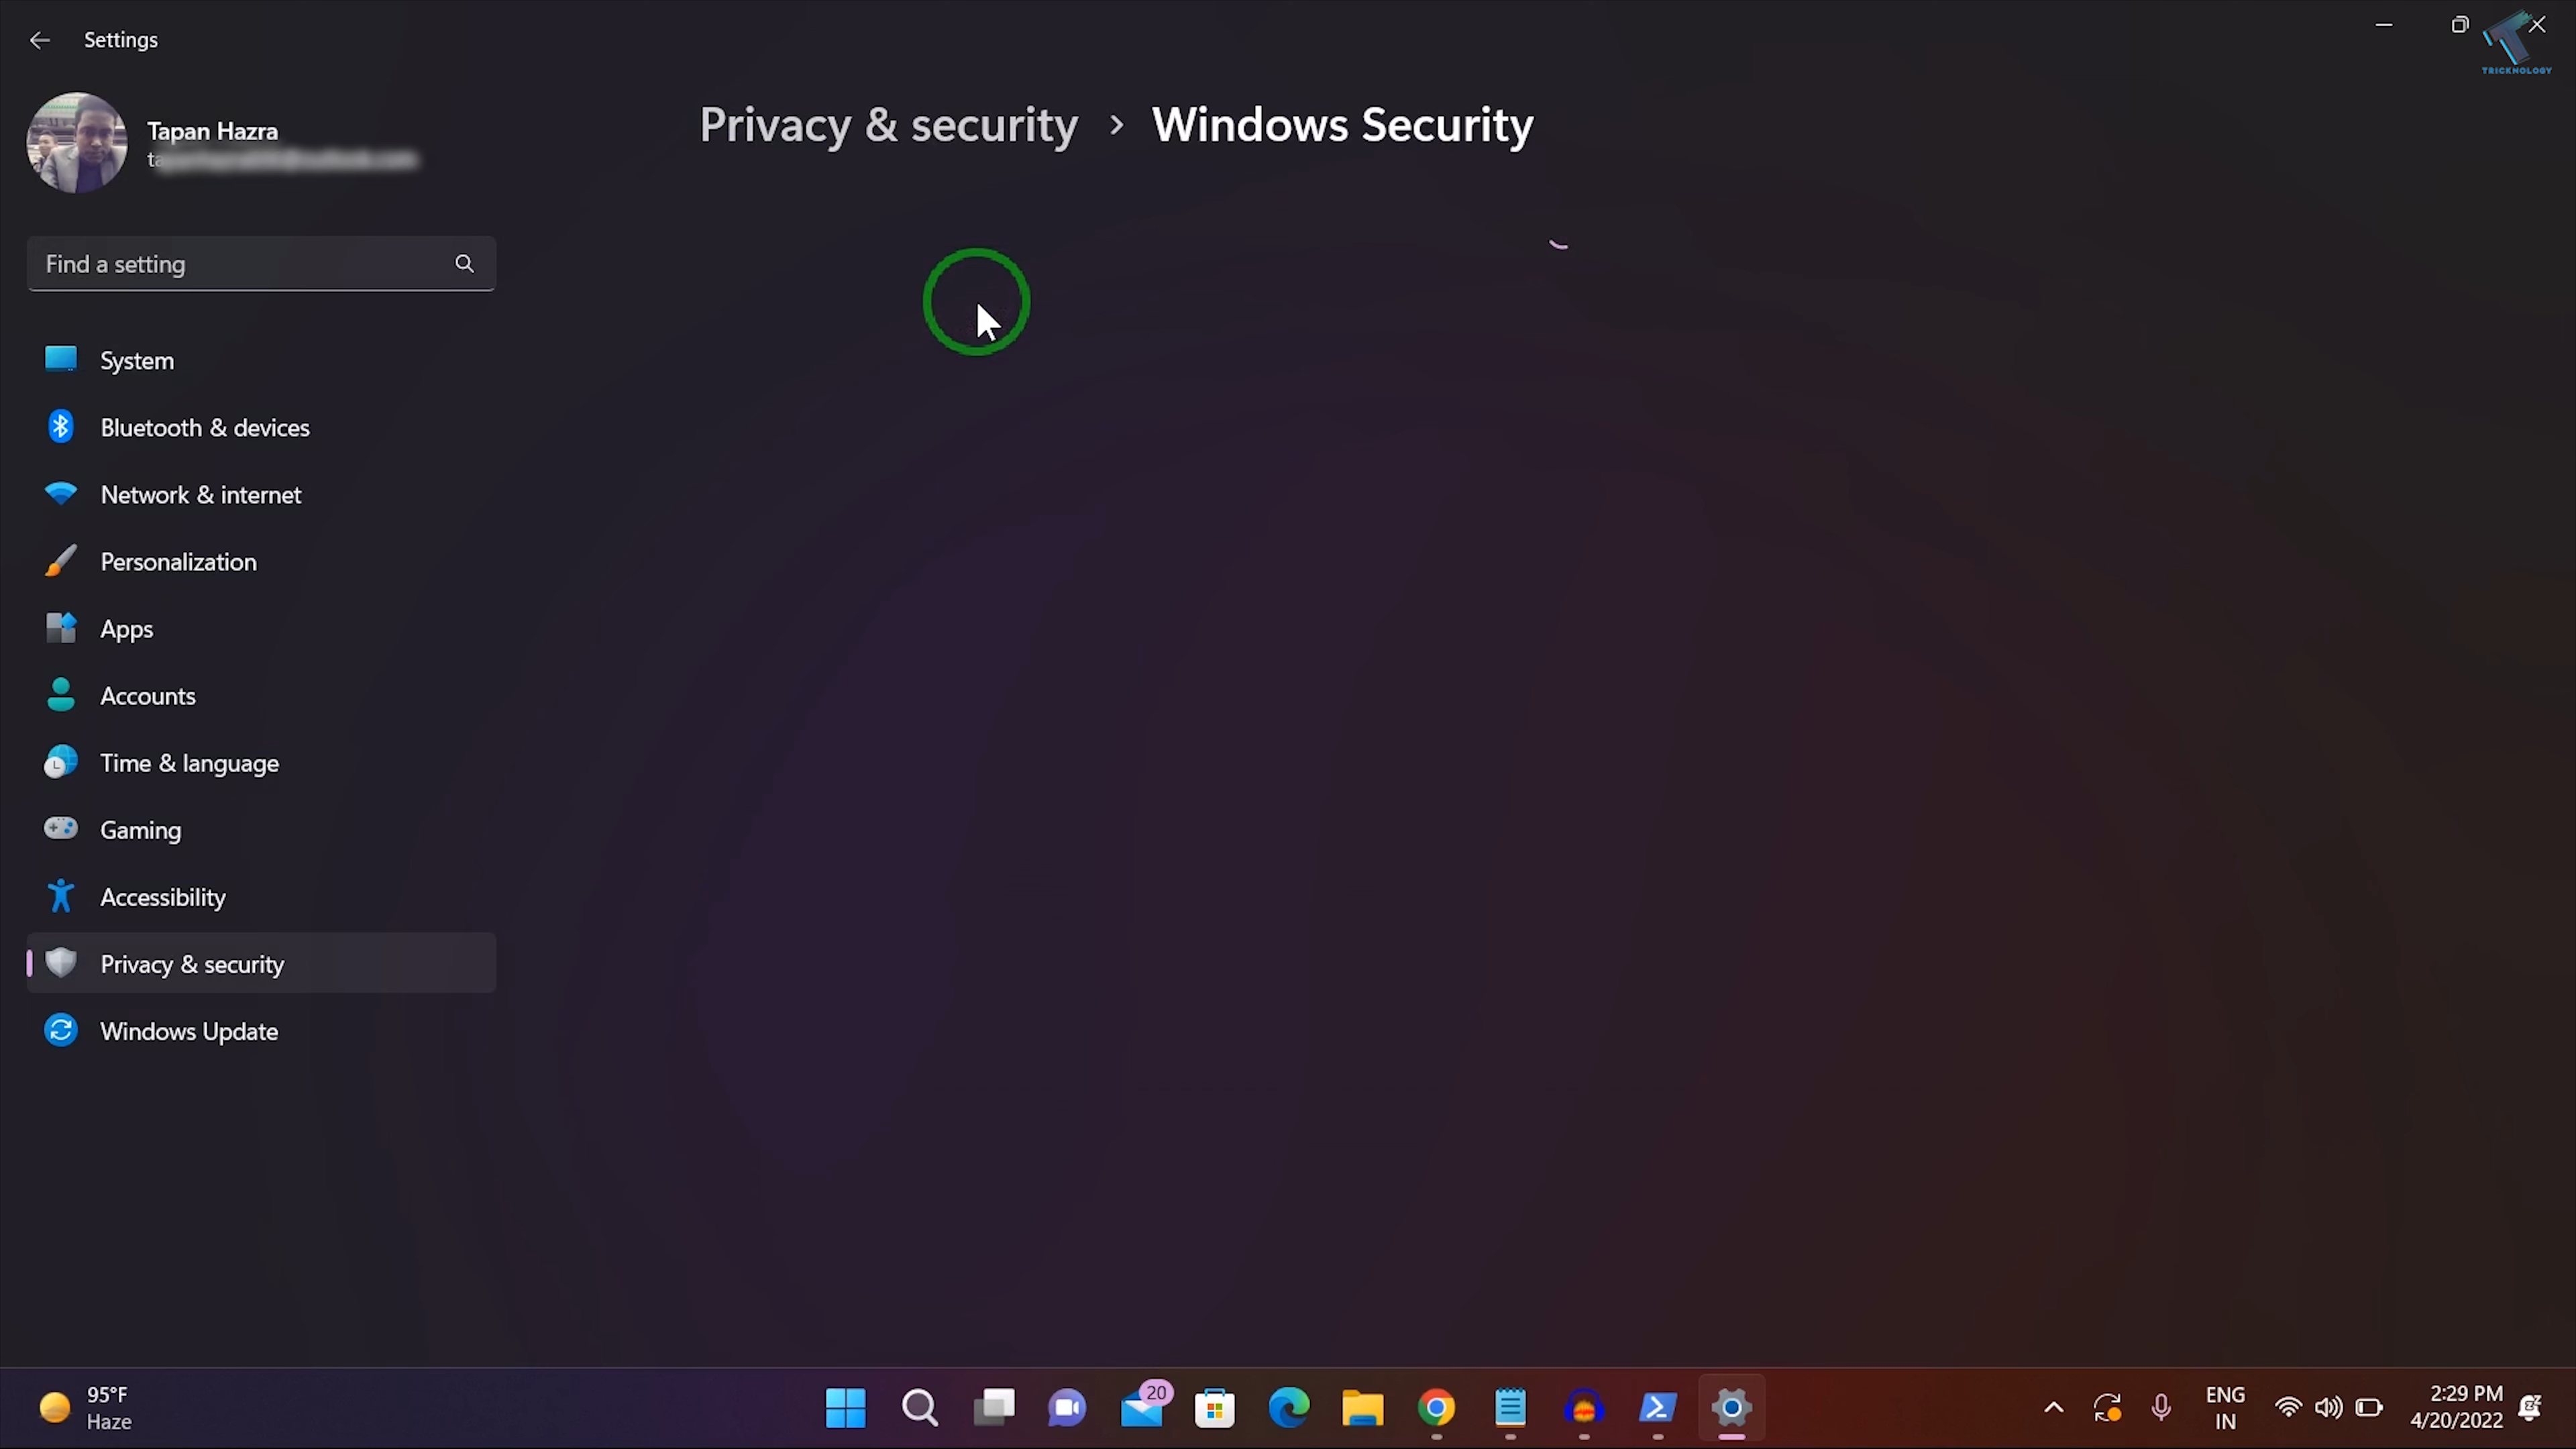 Settings
TRICKNOLOGY
Tapan Hazra
Privacy & security > Windows Security
Find a setting
System
Bluetooth & devices
Network & internet
Personalization
Apps
Accounts
Time & language
Gaming
Accessibility
Privacy & security
Windows Update
95°F
Haze
20
ENG
IN
2:29 PM
4/20/2022